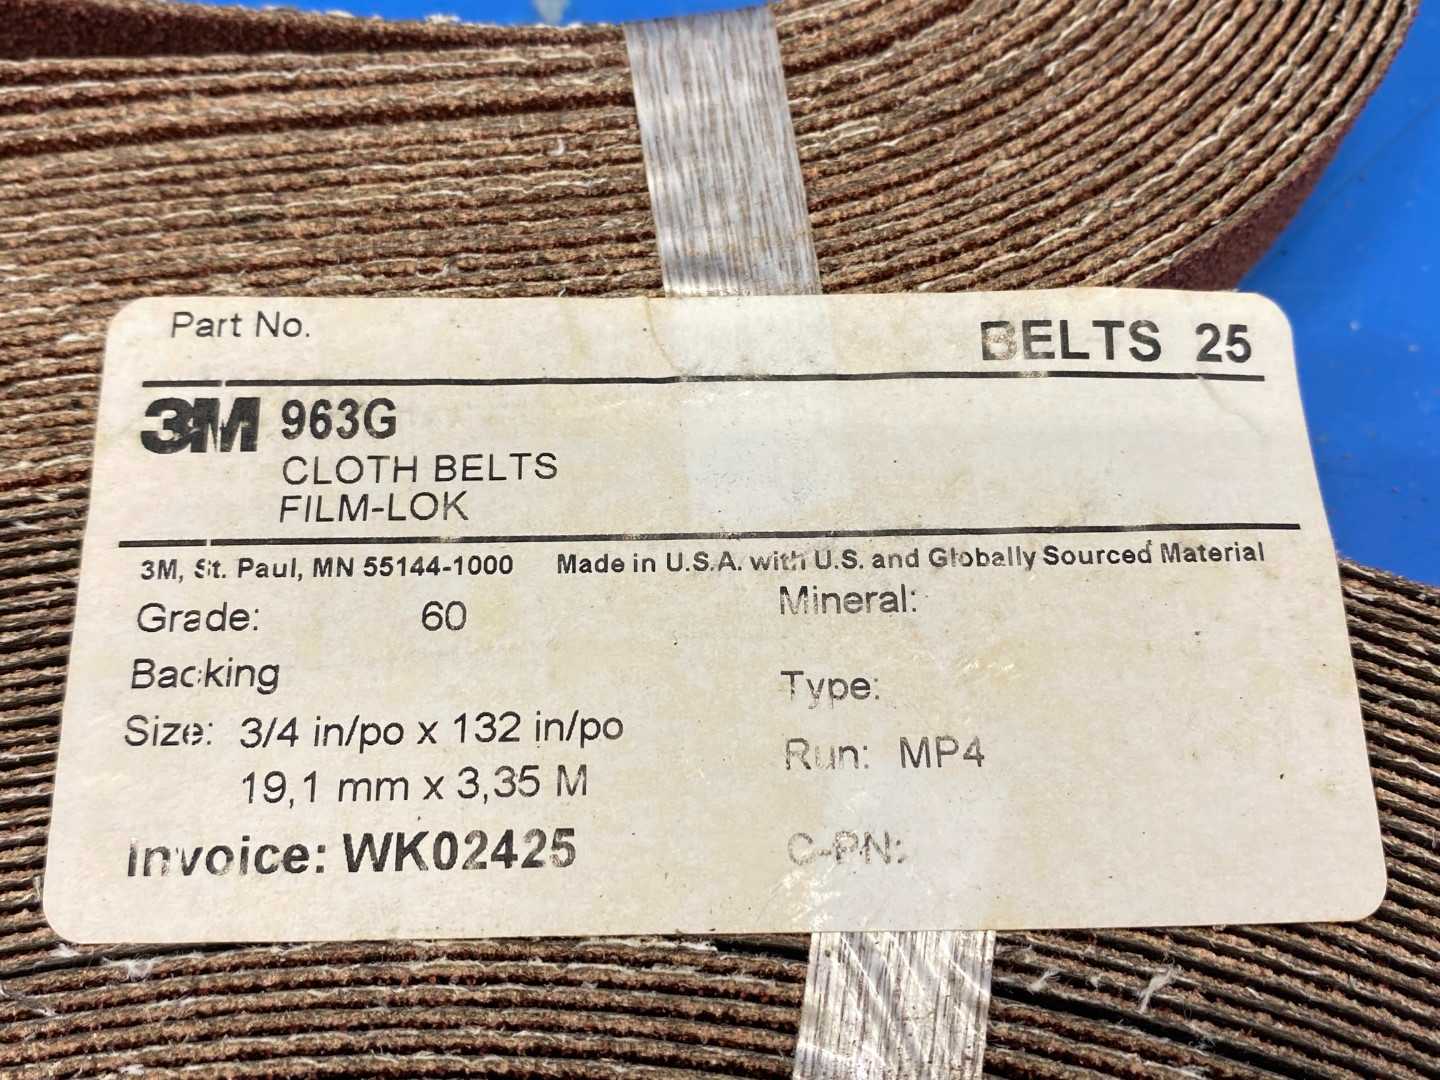 Part No.
BELTS 25
3M 963G
CLOTH BELTS
FILM-LOK
3M, St. Paul, MN 55144-1000 Made in U.S.A. with U.S. and Globally Sourced Material
Grade: 60
Mineral:
Backing
Type:
Size: 3/4 in/po x 132 in/po
19,1 mm x 3,35 M
Run: MP4
Invoice: WK02425
C-PN: